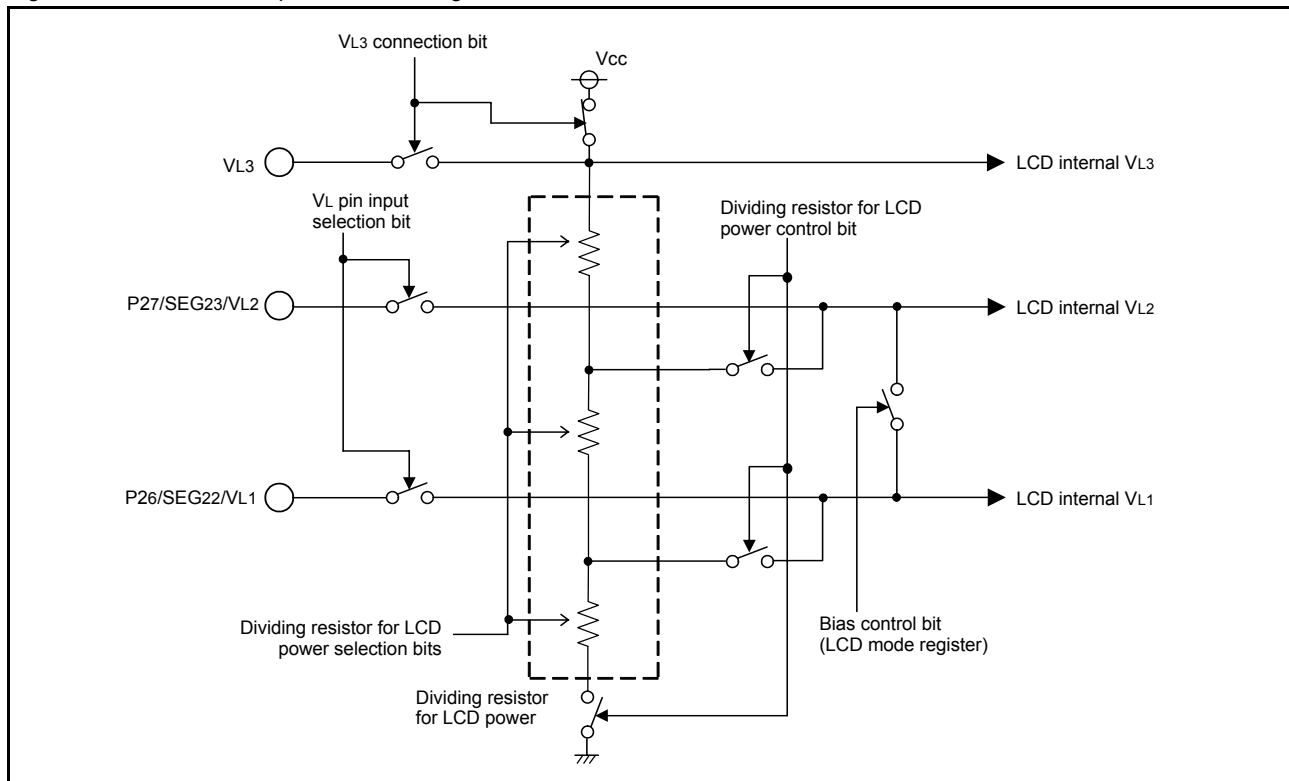 VL3 connection bit
Vcc
VL3
LCD internal VL3
VL pin input
selection bit
Dividing resistor for LCD
power control bit
P27/SEG23/VL2
LCD internal VL2
P26/SEG22/VL1
LCD internal VL1
Dividing resistor for LCD
power selection bits
Bias control bit
(LCD mode register)
Dividing resistor
for LCD power